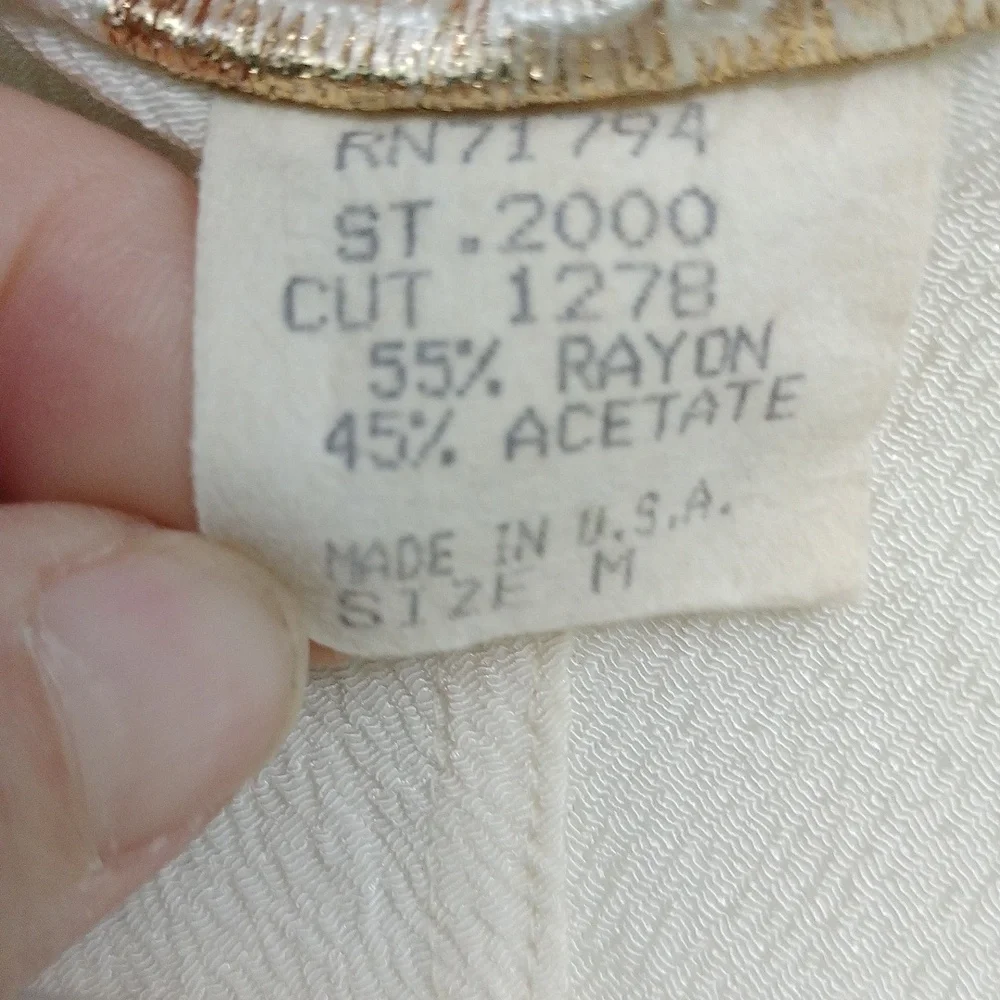 RN71794
ST.2000
CUT 1278
55% RAYON
45% ACETATE
MADE IN U.S.A.
SIZE M